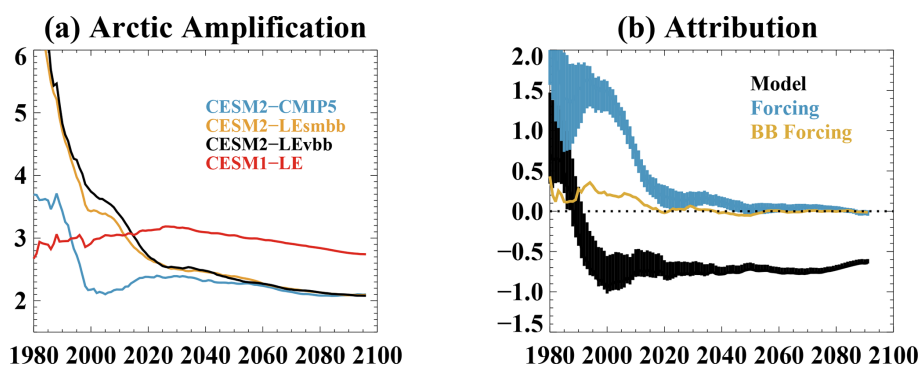 (a) Arctic Amplification
6
5
4
3
2
CESM2−CMIP5
CESM2−LEsmbb
CESM2−LEvbb
CESM1−LE
1980 2000 2020 2040 2060 2080 2100
(b) Attribution
2.0
1.5
1.0
0.5
0.0
−0.5
−1.0
−1.5
Model
Forcing
BB Forcing
1980 2000 2020 2040 2060 2080 2100